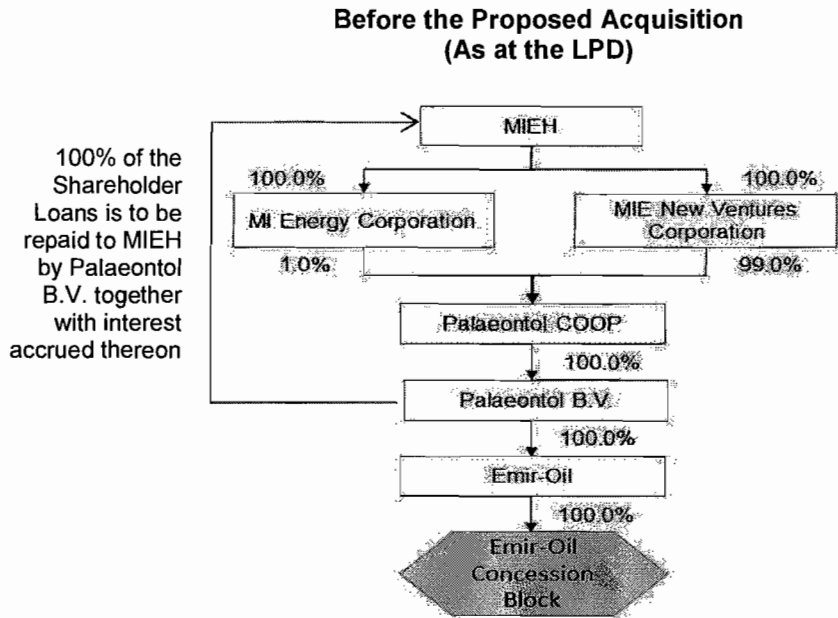 Before the Proposed Acquisition
(As at the LPD)
MIEH
100% of the
Shareholder
Loans is to be
repaid to MIEH
by Palaeontol
B.V. together
with interest
accrued thereon
100.0%
100.0%
MI Energy Corporation
MIE New Ventures
Corporation
1.0%
99.0%
Palaeontol COOP
100.0%
Palaeontol B.V.
100.0%
Emir-Oil
100.0%
Emir-Oil
Concession
Block